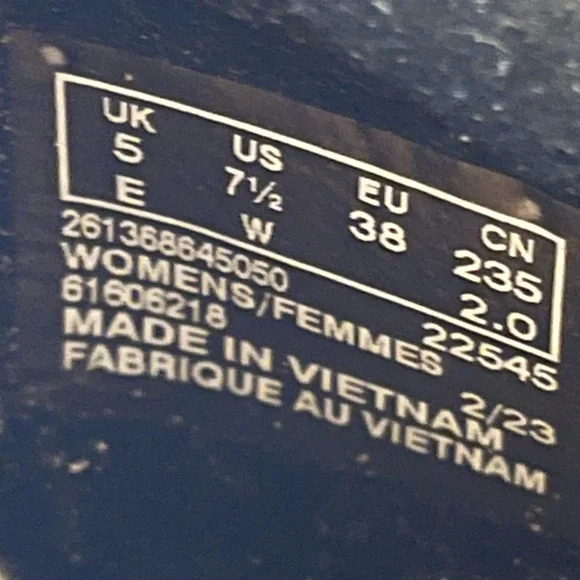 UK US EU CN
5 7½ 38 235
E W 2.0
261368645050 22545
WOMENS/FEMMES
61606218 2/23
MADE IN VIETNAM
FABRIQUE AU VIETNAM